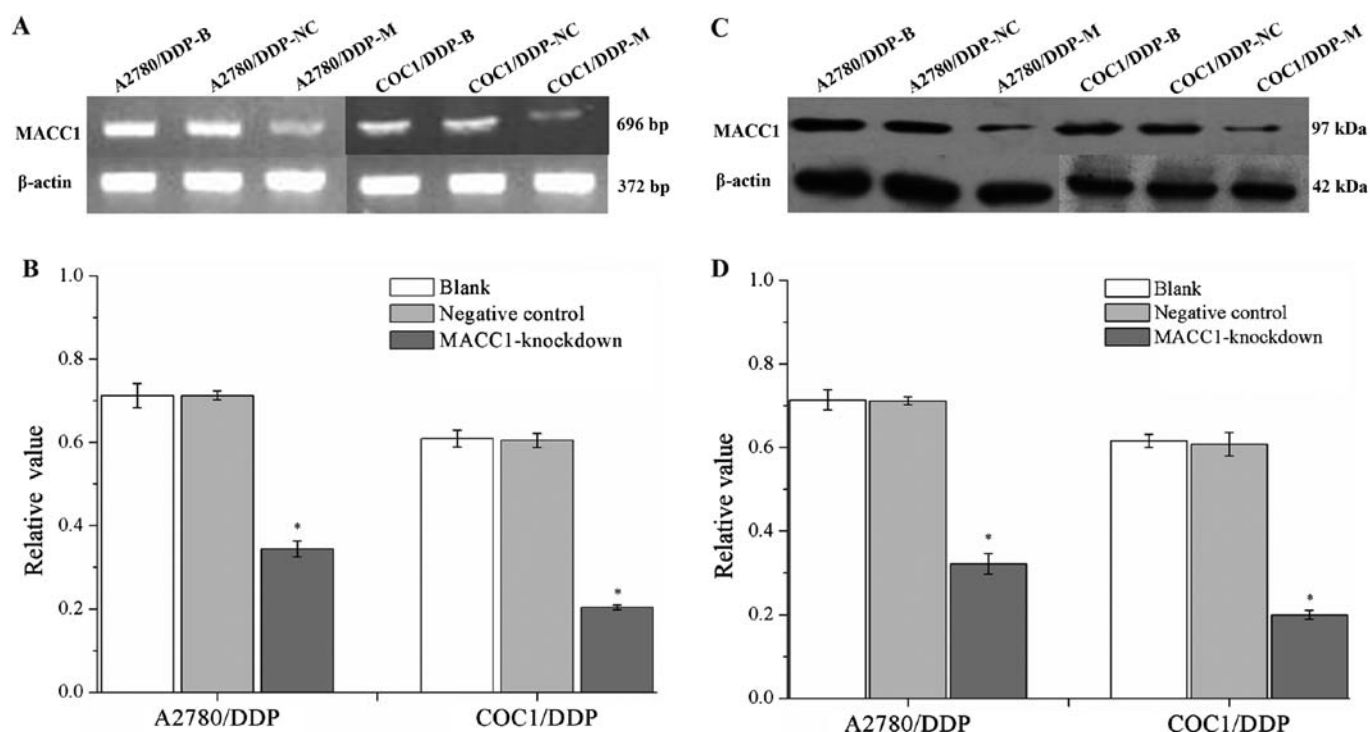 A
A2780/DDP-B
A2780/DDP-NC
A2780/DDP-M
COC1/DDP-B
COC1/DDP-NC
COC1/DDP-M
MACC1
696 bp
β-actin
372 bp
B
1.0
0.8
0.6
0.4
0.2
0.0
Relative value
Blank
Negative control
MACC1-knockdown
*
*
A2780/DDP
COC1/DDP
C
A2780/DDP-B
A2780/DDP-NC
A2780/DDP-M
COC1/DDP-B
COC1/DDP-NC
COC1/DDP-M
MACC1
97 kDa
β-actin
42 kDa
D
1.0
0.8
0.6
0.4
0.2
0.0
Relative value
Blank
Negative control
MACC1-knockdown
*
*
A2780/DDP
COC1/DDP